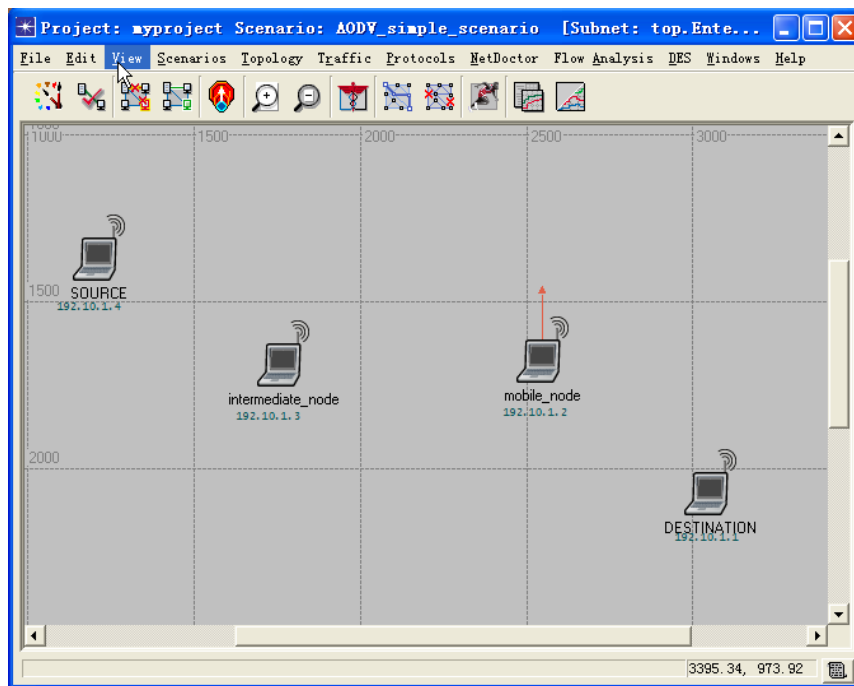 Project: myproject Scenario: AODV_simple_scenario [Subnet: top.Ente...
File Edit View Scenarios Topology Traffic Protocols NetDoctor Flow Analysis DES Windows Help
1000 1500 2000 2500 3000
1500
SOURCE
192.10.1.4
intermediate_node
192.10.1.3
mobile_node
192.10.1.2
2000
DESTINATION
192.10.1.1
3395.34, 973.92